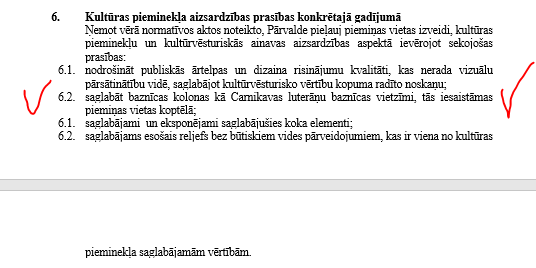 6. Kultūras pieminekļa aizsardzības prasības konkrētajā gadījumā
Ņemot vērā normatīvos aktos noteikto, Pārvalde pieļauj piemiņas vietas izveidi, kultūras
pieminekļu un kultūrvēsturiskās ainavas aizsardzības aspektā ievērojot sekojošas
prasības:
6.1. nodrošināt publiskās ārtelpas un dizaina risinājumu kvalitāti, kas nerada vizuālu
pārsātinātību vidē, saglabājot kultūrvēsturisko vērtību kopuma radīto noskaņu;
6.2. saglabāt baznīcas kolonas kā Carnikavas luterāņu baznīcas vietzīmi, tās iesaistāmas
piemiņas vietas koptēlā;
6.1. saglabājami un eksponējami saglabājušies koka elementi;
6.2. saglabājams esošais reljefs bez būtiskiem vides pārveidojumiem, kas ir viena no kultūras
pieminekļa saglabājamām vērtībām.